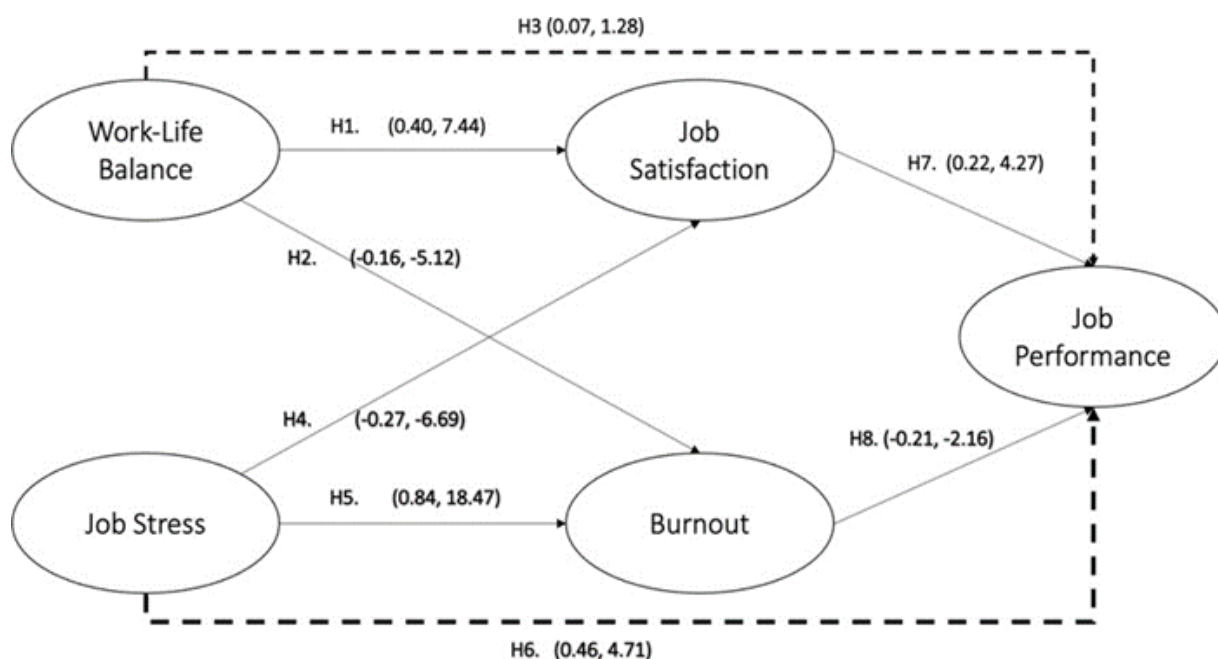 H3 (0.07, 1.28)
Work-Life
Balance
H1. (0.40, 7.44)
Job
Satisfaction
H7. (0.22, 4.27)
H2. (-0.16, -5.12)
Job
Performance
H4. (-0.27, -6.69)
H8. (-0.21, -2.16)
H5. (0.84, 18.47)
Job Stress
Burnout
H6. (0.46, 4.71)